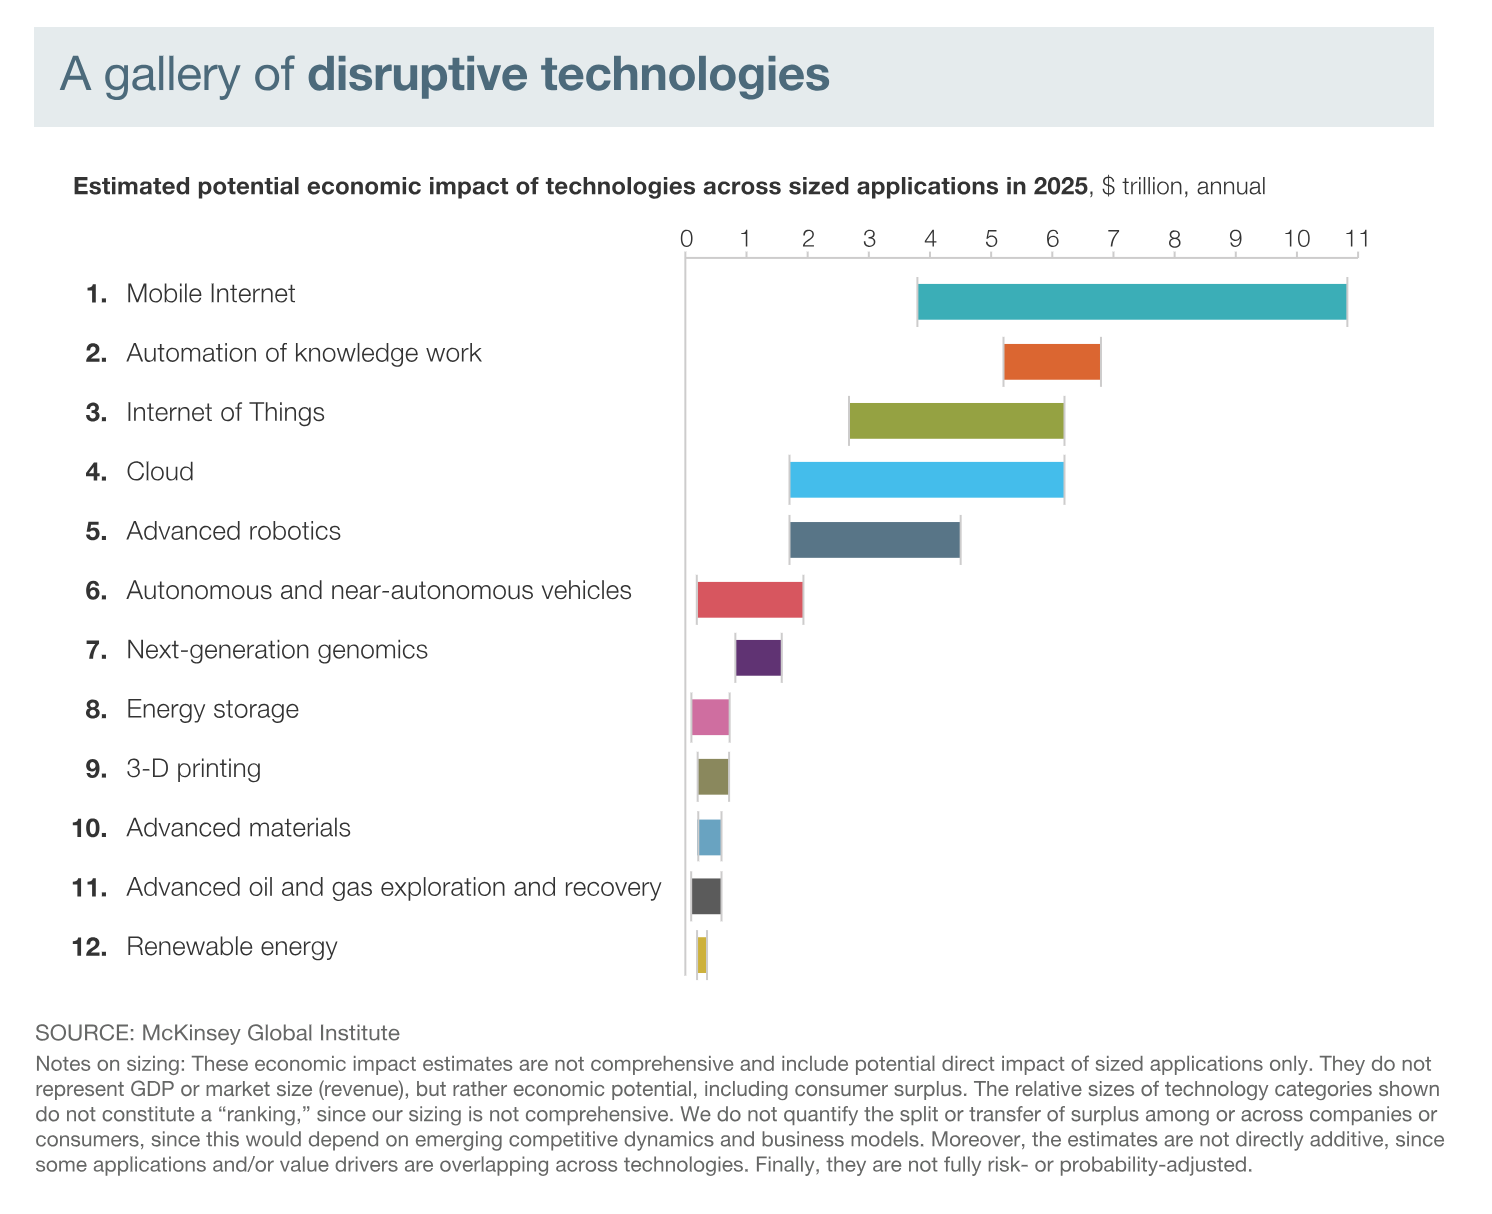 A gallery of disruptive technologies
Estimated potential economic impact of technologies across sized applications in 2025, $ trillion, annual
0 1 2 3 4 5 6 7 8 9 10 11
1. Mobile Internet
2. Automation of knowledge work
3. Internet of Things
4. Cloud
5. Advanced robotics
6. Autonomous and near-autonomous vehicles
7. Next-generation genomics
8. Energy storage
9. 3-D printing
10. Advanced materials
11. Advanced oil and gas exploration and recovery
12. Renewable energy
SOURCE: McKinsey Global Institute
Notes on sizing: These economic impact estimates are not comprehensive and include potential direct impact of sized applications only. They do not
represent GDP or market size (revenue), but rather economic potential, including consumer surplus. The relative sizes of technology categories shown
do not constitute a “ranking,” since our sizing is not comprehensive. We do not quantify the split or transfer of surplus among or across companies or
consumers, since this would depend on emerging competitive dynamics and business models. Moreover, the estimates are not directly additive, since
some applications and/or value drivers are overlapping across technologies. Finally, they are not fully risk- or probability-adjusted.